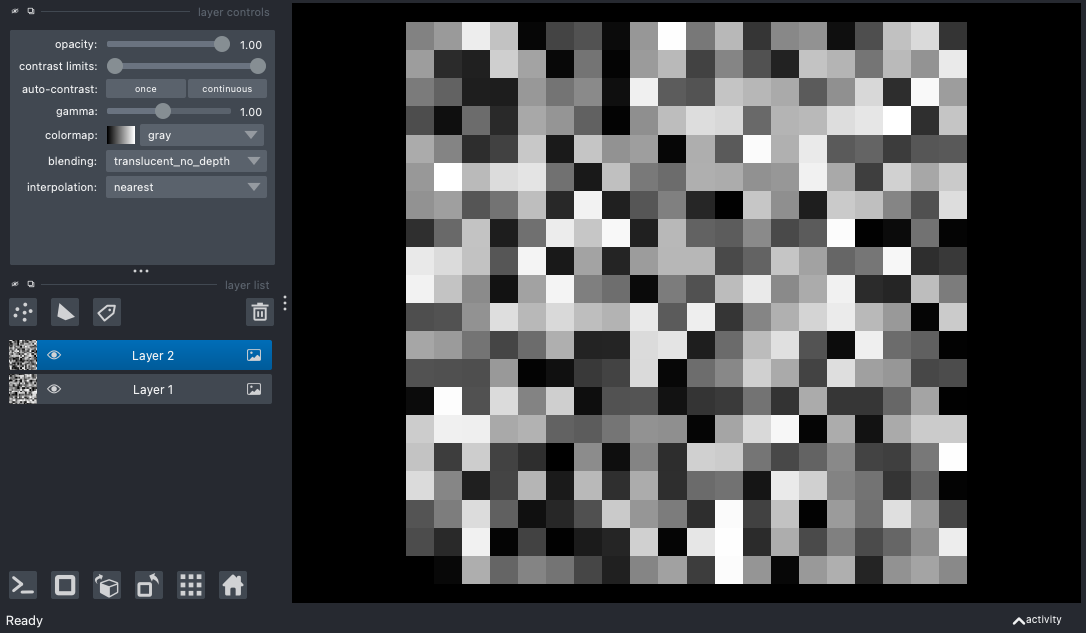 layer controls
opacity: 1.00
contrast limits:
auto-contrast: once continuous
gamma: 1.00
colormap: gray
blending: translucent_no_depth
interpolation: nearest
layer list
Layer 2
Layer 1
Ready
activity